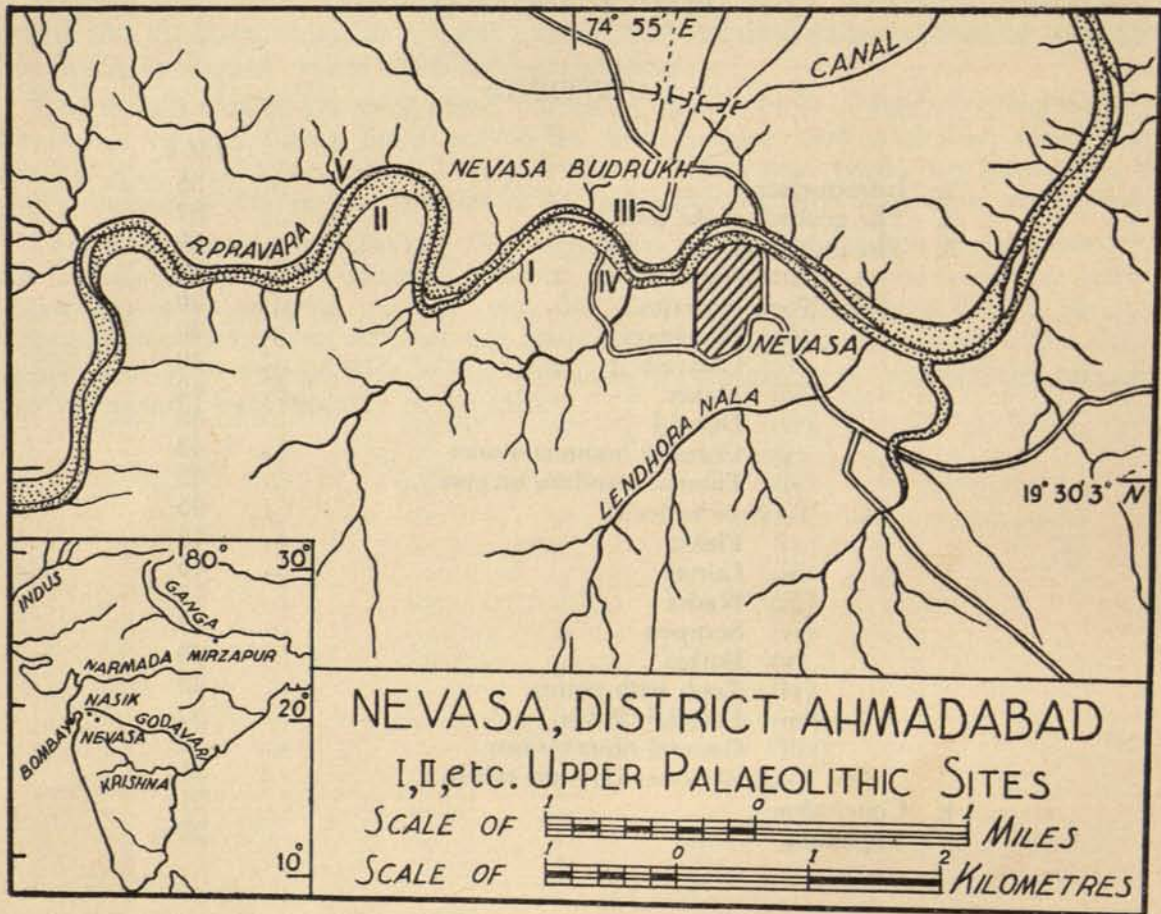 74° 55' E
CANAL
NEVASA BUDRUKH
V
II
III
R. PRAVARA
I
IV
NEVASA
LENDHORA NALA
19° 30' 3" N
80° 30°
INDUS
GANGA
NARMADA MIRZAPUR
NASIK
20°
GODAVARI
BOMBAY
NEVASA
KRISHNA
10°
NEVASA, DISTRICT AHMADABAD
I, II, etc. UPPER PALAEOLITHIC SITES
1 0 1
SCALE OF MILES
1 0 1 2
SCALE OF KILOMETRES